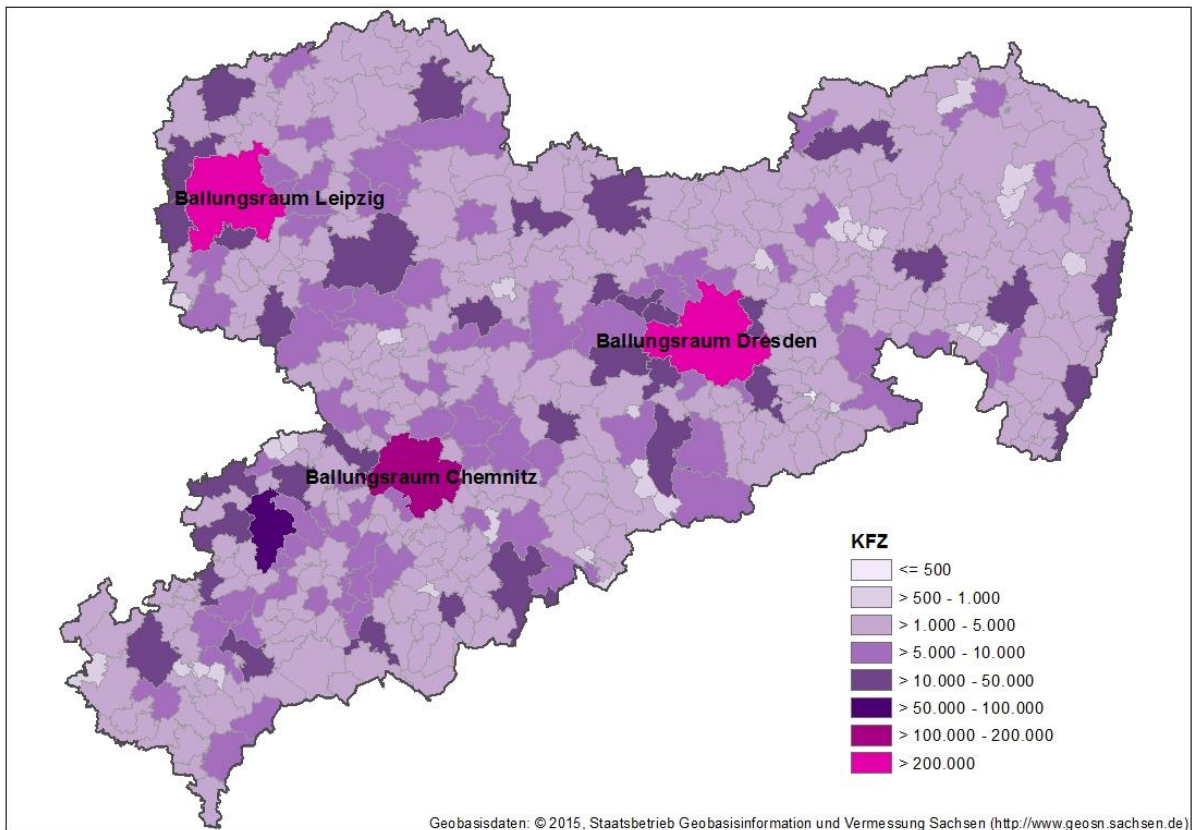 Ballungsraum Leipzig
Ballungsraum Dresden
Ballungsraum Chemnitz
KFZ
<= 500
> 500 - 1.000
> 1.000 - 5.000
> 5.000 - 10.000
> 10.000 - 50.000
> 50.000 - 100.000
> 100.000 - 200.000
> 200.000
Geobasisdaten: © 2015, Staatsbetrieb Geobasisinformation und Vermessung Sachsen (http://www.geosn.sachsen.de)